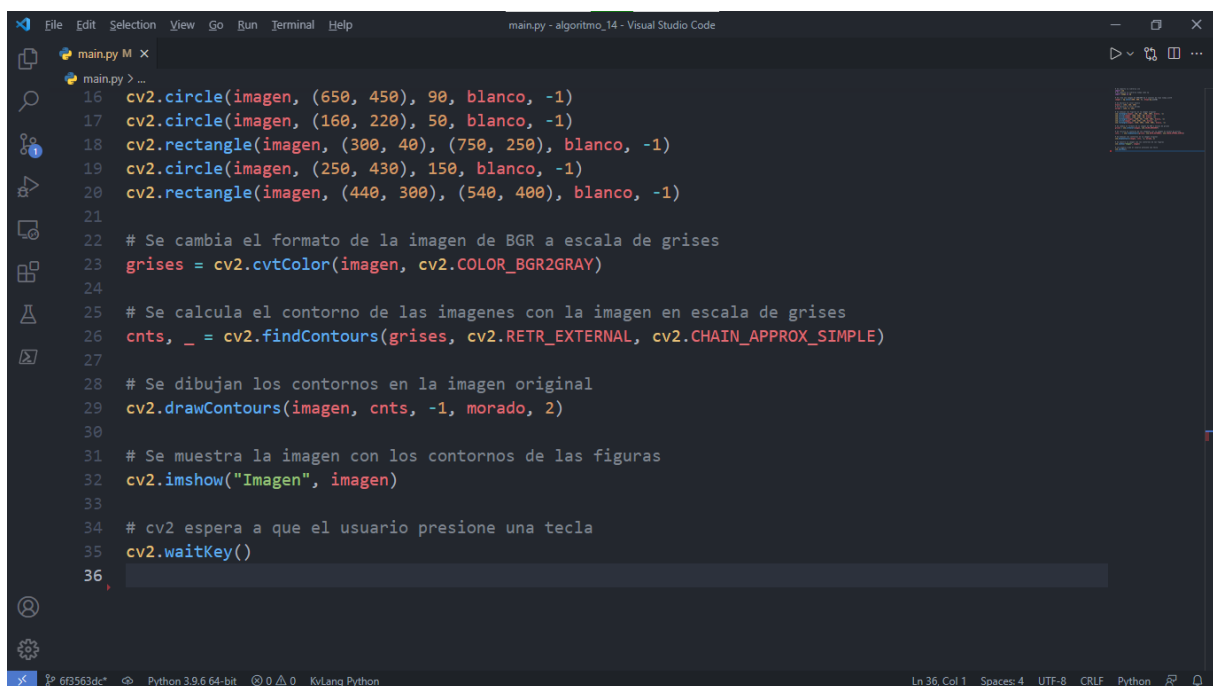 File Edit Selection View Go Run Terminal Help main.py - algoritmo_14 - Visual Studio Code
main.py M
main.py > ...
16 cv2.circle(imagen, (650, 450), 90, blanco, -1)
17 cv2.circle(imagen, (160, 220), 50, blanco, -1)
18 cv2.rectangle(imagen, (300, 40), (750, 250), blanco, -1)
19 cv2.circle(imagen, (250, 430), 150, blanco, -1)
20 cv2.rectangle(imagen, (440, 300), (540, 400), blanco, -1)
21
22 # Se cambia el formato de la imagen de BGR a escala de grises
23 grises = cv2.cvtColor(imagen, cv2.COLOR_BGR2GRAY)
24
25 # Se calcula el contorno de las imagenes con la imagen en escala de grises
26 cnts, _ = cv2.findContours(grises, cv2.RETR_EXTERNAL, cv2.CHAIN_APPROX_SIMPLE)
27
28 # Se dibujan los contornos en la imagen original
29 cv2.drawContours(imagen, cnts, -1, morado, 2)
30
31 # Se muestra la imagen con los contornos de las figuras
32 cv2.imshow("Imagen", imagen)
33
34 # cv2 espera a que el usuario presione una tecla
35 cv2.waitKey()
36
1
6f3563dc* Python 3.9.6 64-bit 0 0 0 KvLang Python Ln 36, Col 1 Spaces: 4 UTF-8 CRLF Python